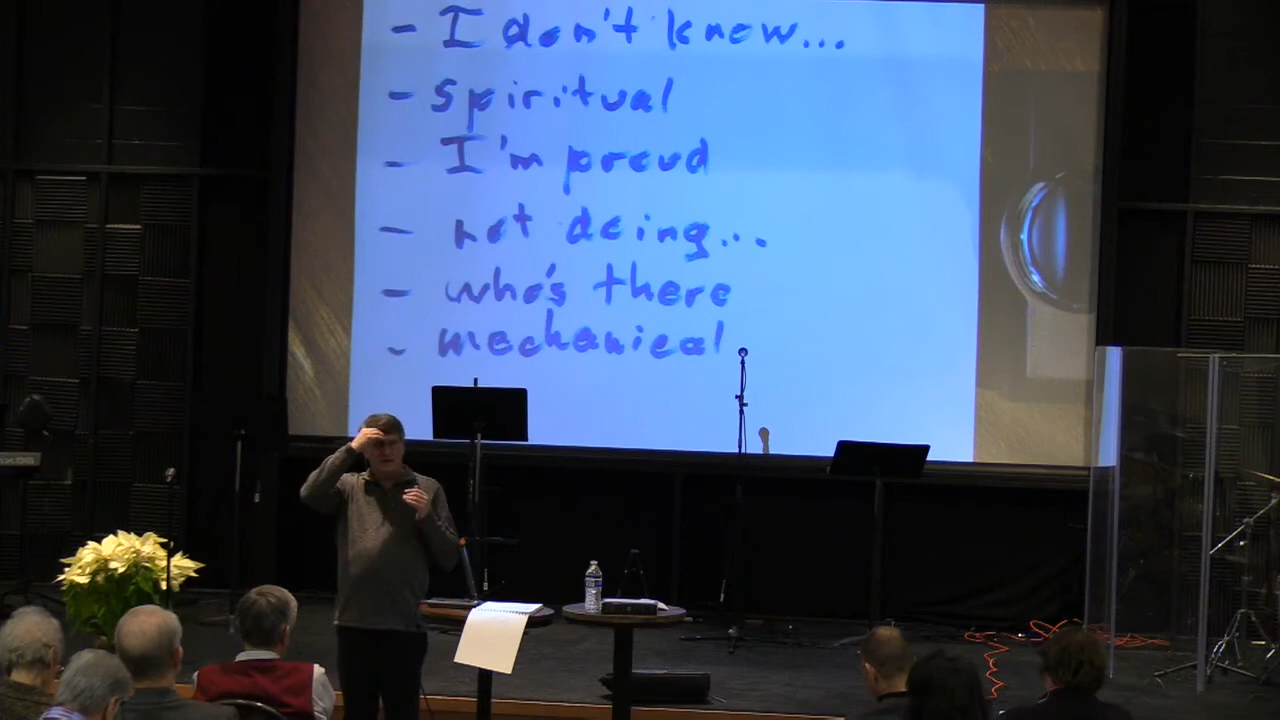 - I don't know...
- spiritual
- I'm proud
- not doing...
- who's there
- mechanical